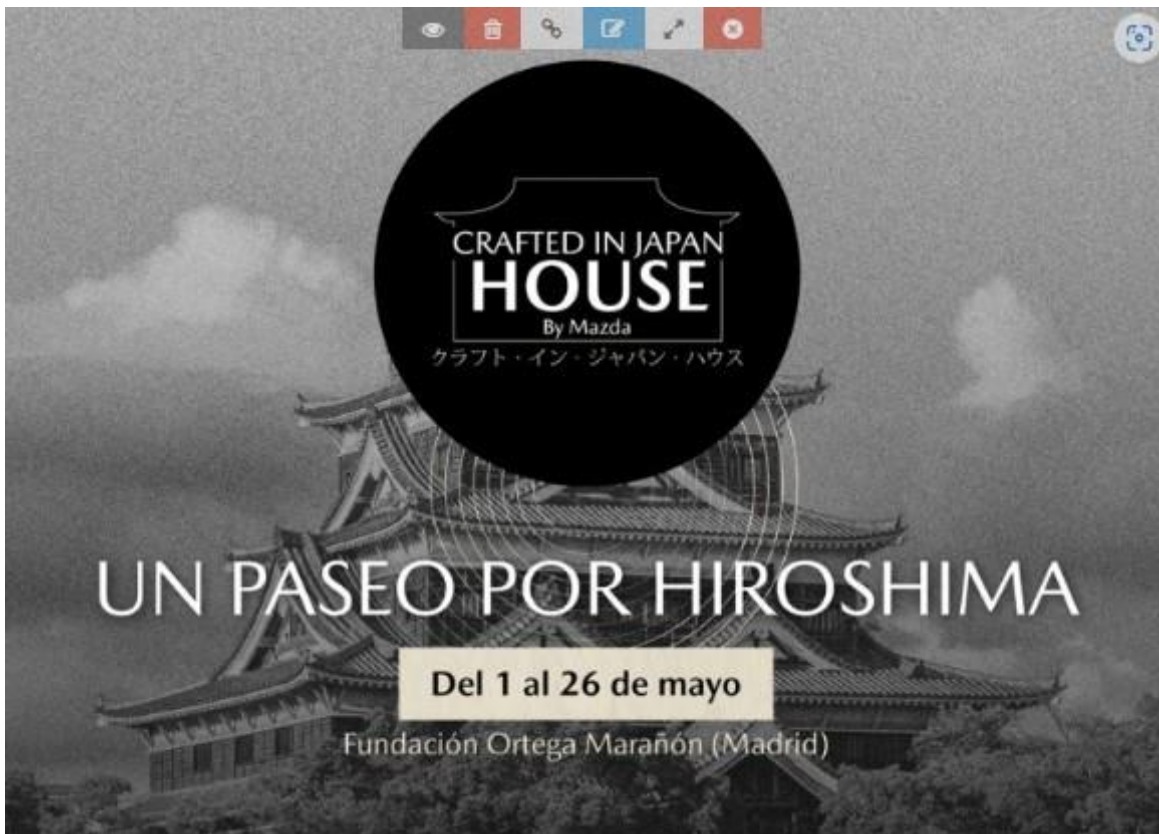 CRAFTED IN JAPAN
HOUSE
By Mazda
クラフト・イン・ジャパン・ハウス
UN PASEO POR HIROSHIMA
Del 1 al 26 de mayo
Fundación Ortega Marañón (Madrid)